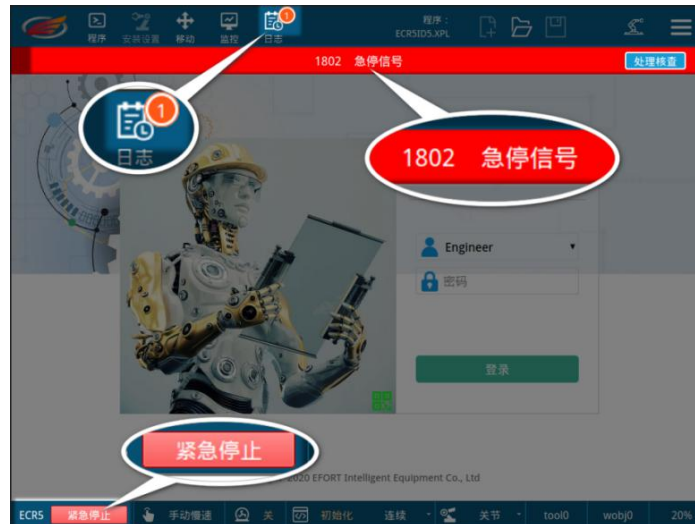 程序
安装设置
移动
监控
1
日志
程序：
ECR5ID5.XPL
1802 急停信号
处理核查
1
日志
1802 急停信号
Engineer
密码
登录
紧急停止
2020 EFORT Intelligent Equipment Co., Ltd
ECR5 紧急停止 手动慢速 关 初始化 连续 关节 tool0 wobj0 20%